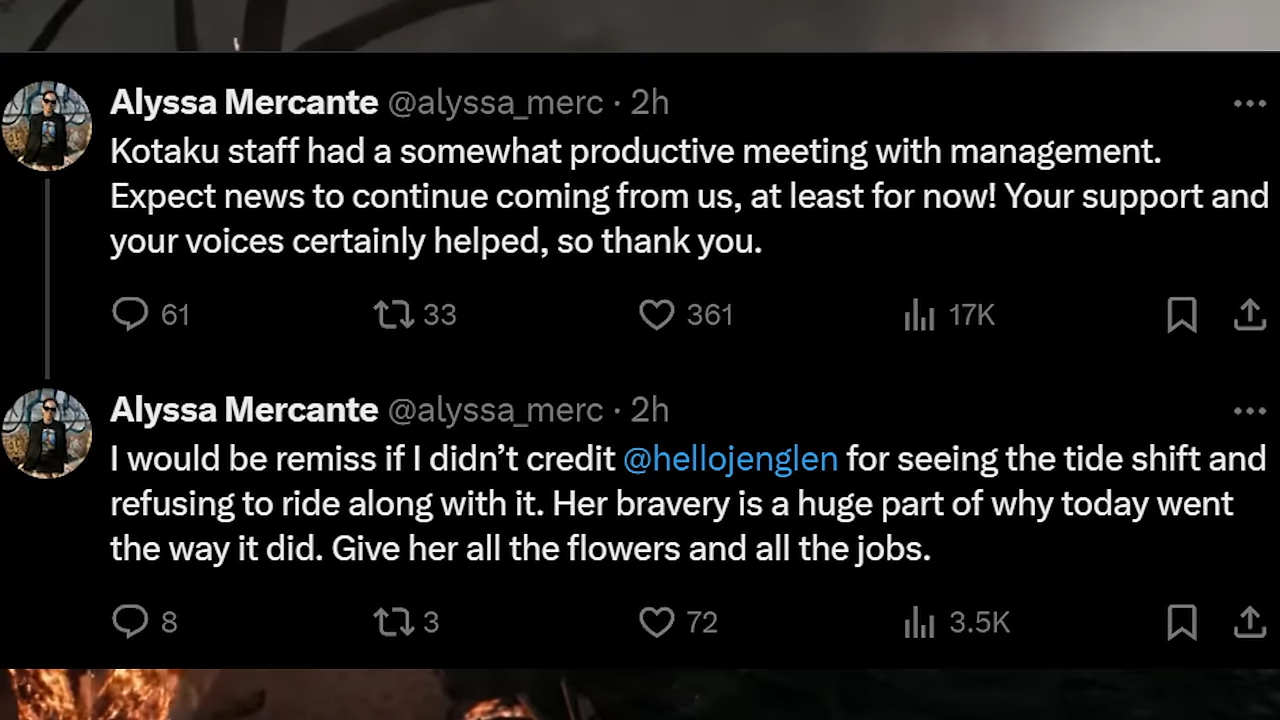 Alyssa Mercante @alyssa_merc · 2h
Kotaku staff had a somewhat productive meeting with management.
Expect news to continue coming from us, at least for now! Your support and
your voices certainly helped, so thank you.
61 33 361 17K
Alyssa Mercante @alyssa_merc · 2h
I would be remiss if I didn’t credit @hellojenglen for seeing the tide shift and
refusing to ride along with it. Her bravery is a huge part of why today went
the way it did. Give her all the flowers and all the jobs.
8 3 72 3.5K